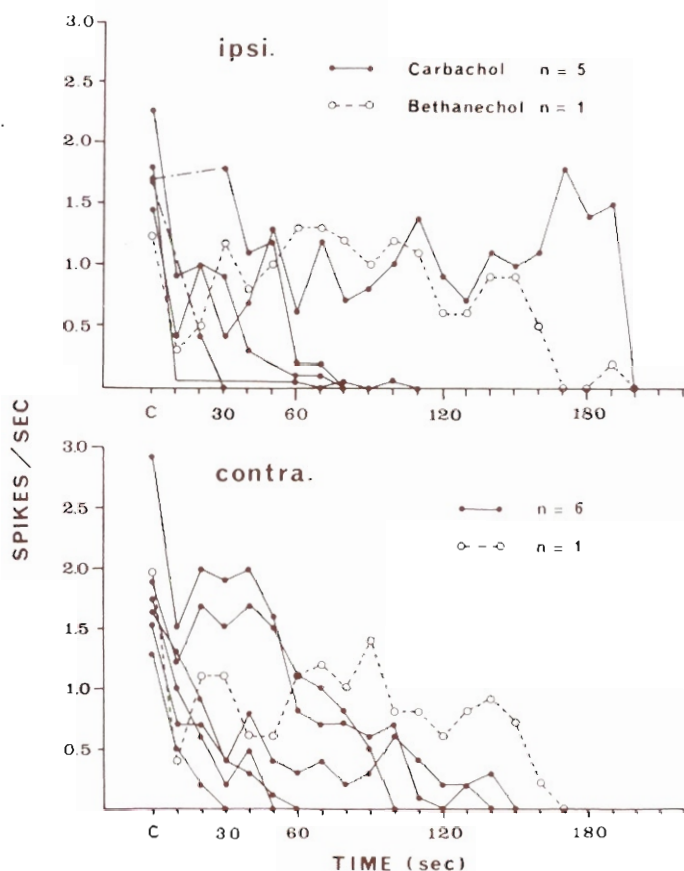 3.0
ipsi.
Carbachol n = 5
2.5
Bethanechol n = 1
2.0
1.5
1.0
0.5
C 30 60 120 180
SPIKES/SEC
3.0
contra.
n = 6
2.5
n = 1
2.0
1.5
1.0
0.5
C 30 60 120 180
TIME (sec)